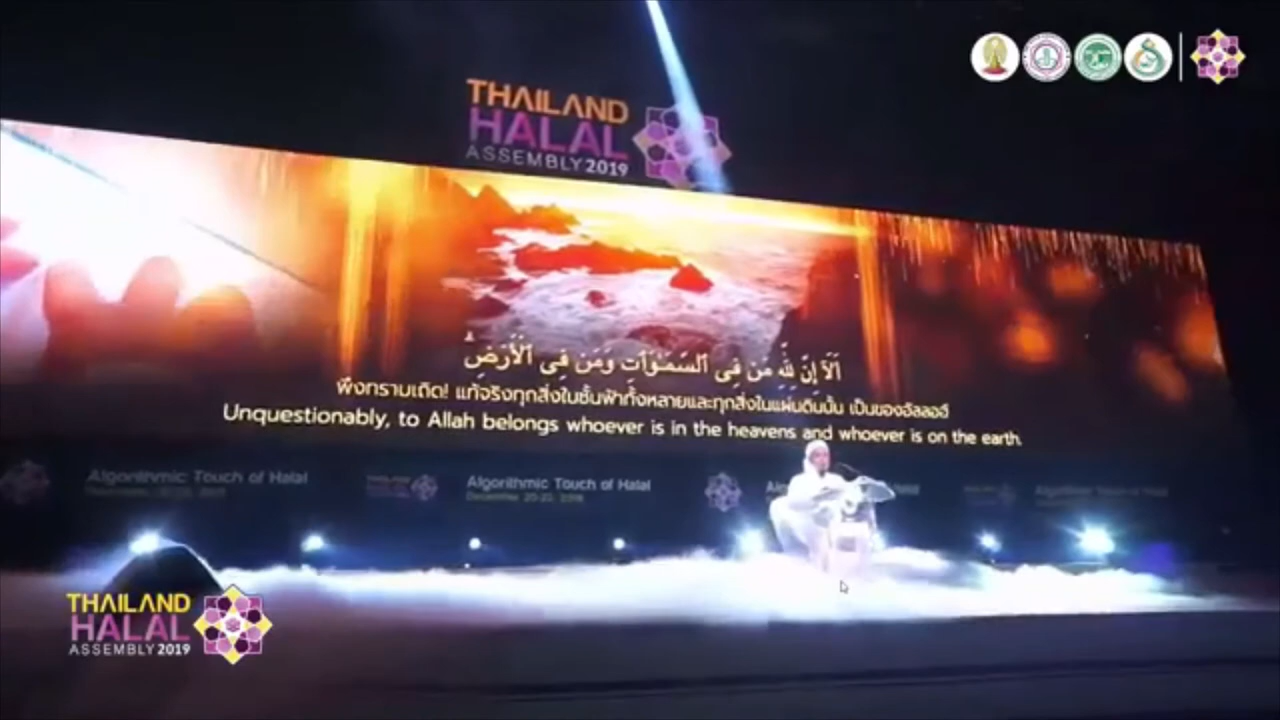 THAILAND
HALAL
ASSEMBLY 2019
أَلَآ إِنَّ لِلَّهِ مَن فِى ٱلسَّمَـٰوَٰتِ وَمَن فِى ٱلْأَرْضِ ۗ
พึงทราบเถิด! แท้จริงทุกสิ่งในชั้นฟ้าทั้งหลายและทุกสิ่งในแผ่นดินนั้น เป็นของอัลลอฮ์
Unquestionably, to Allah belongs whoever is in the heavens and whoever is on the earth.
Algorithmic Touch of Halal
Algorithmic Touch of Halal
December 20-22, 2019
THAILAND
HALAL
ASSEMBLY 2019